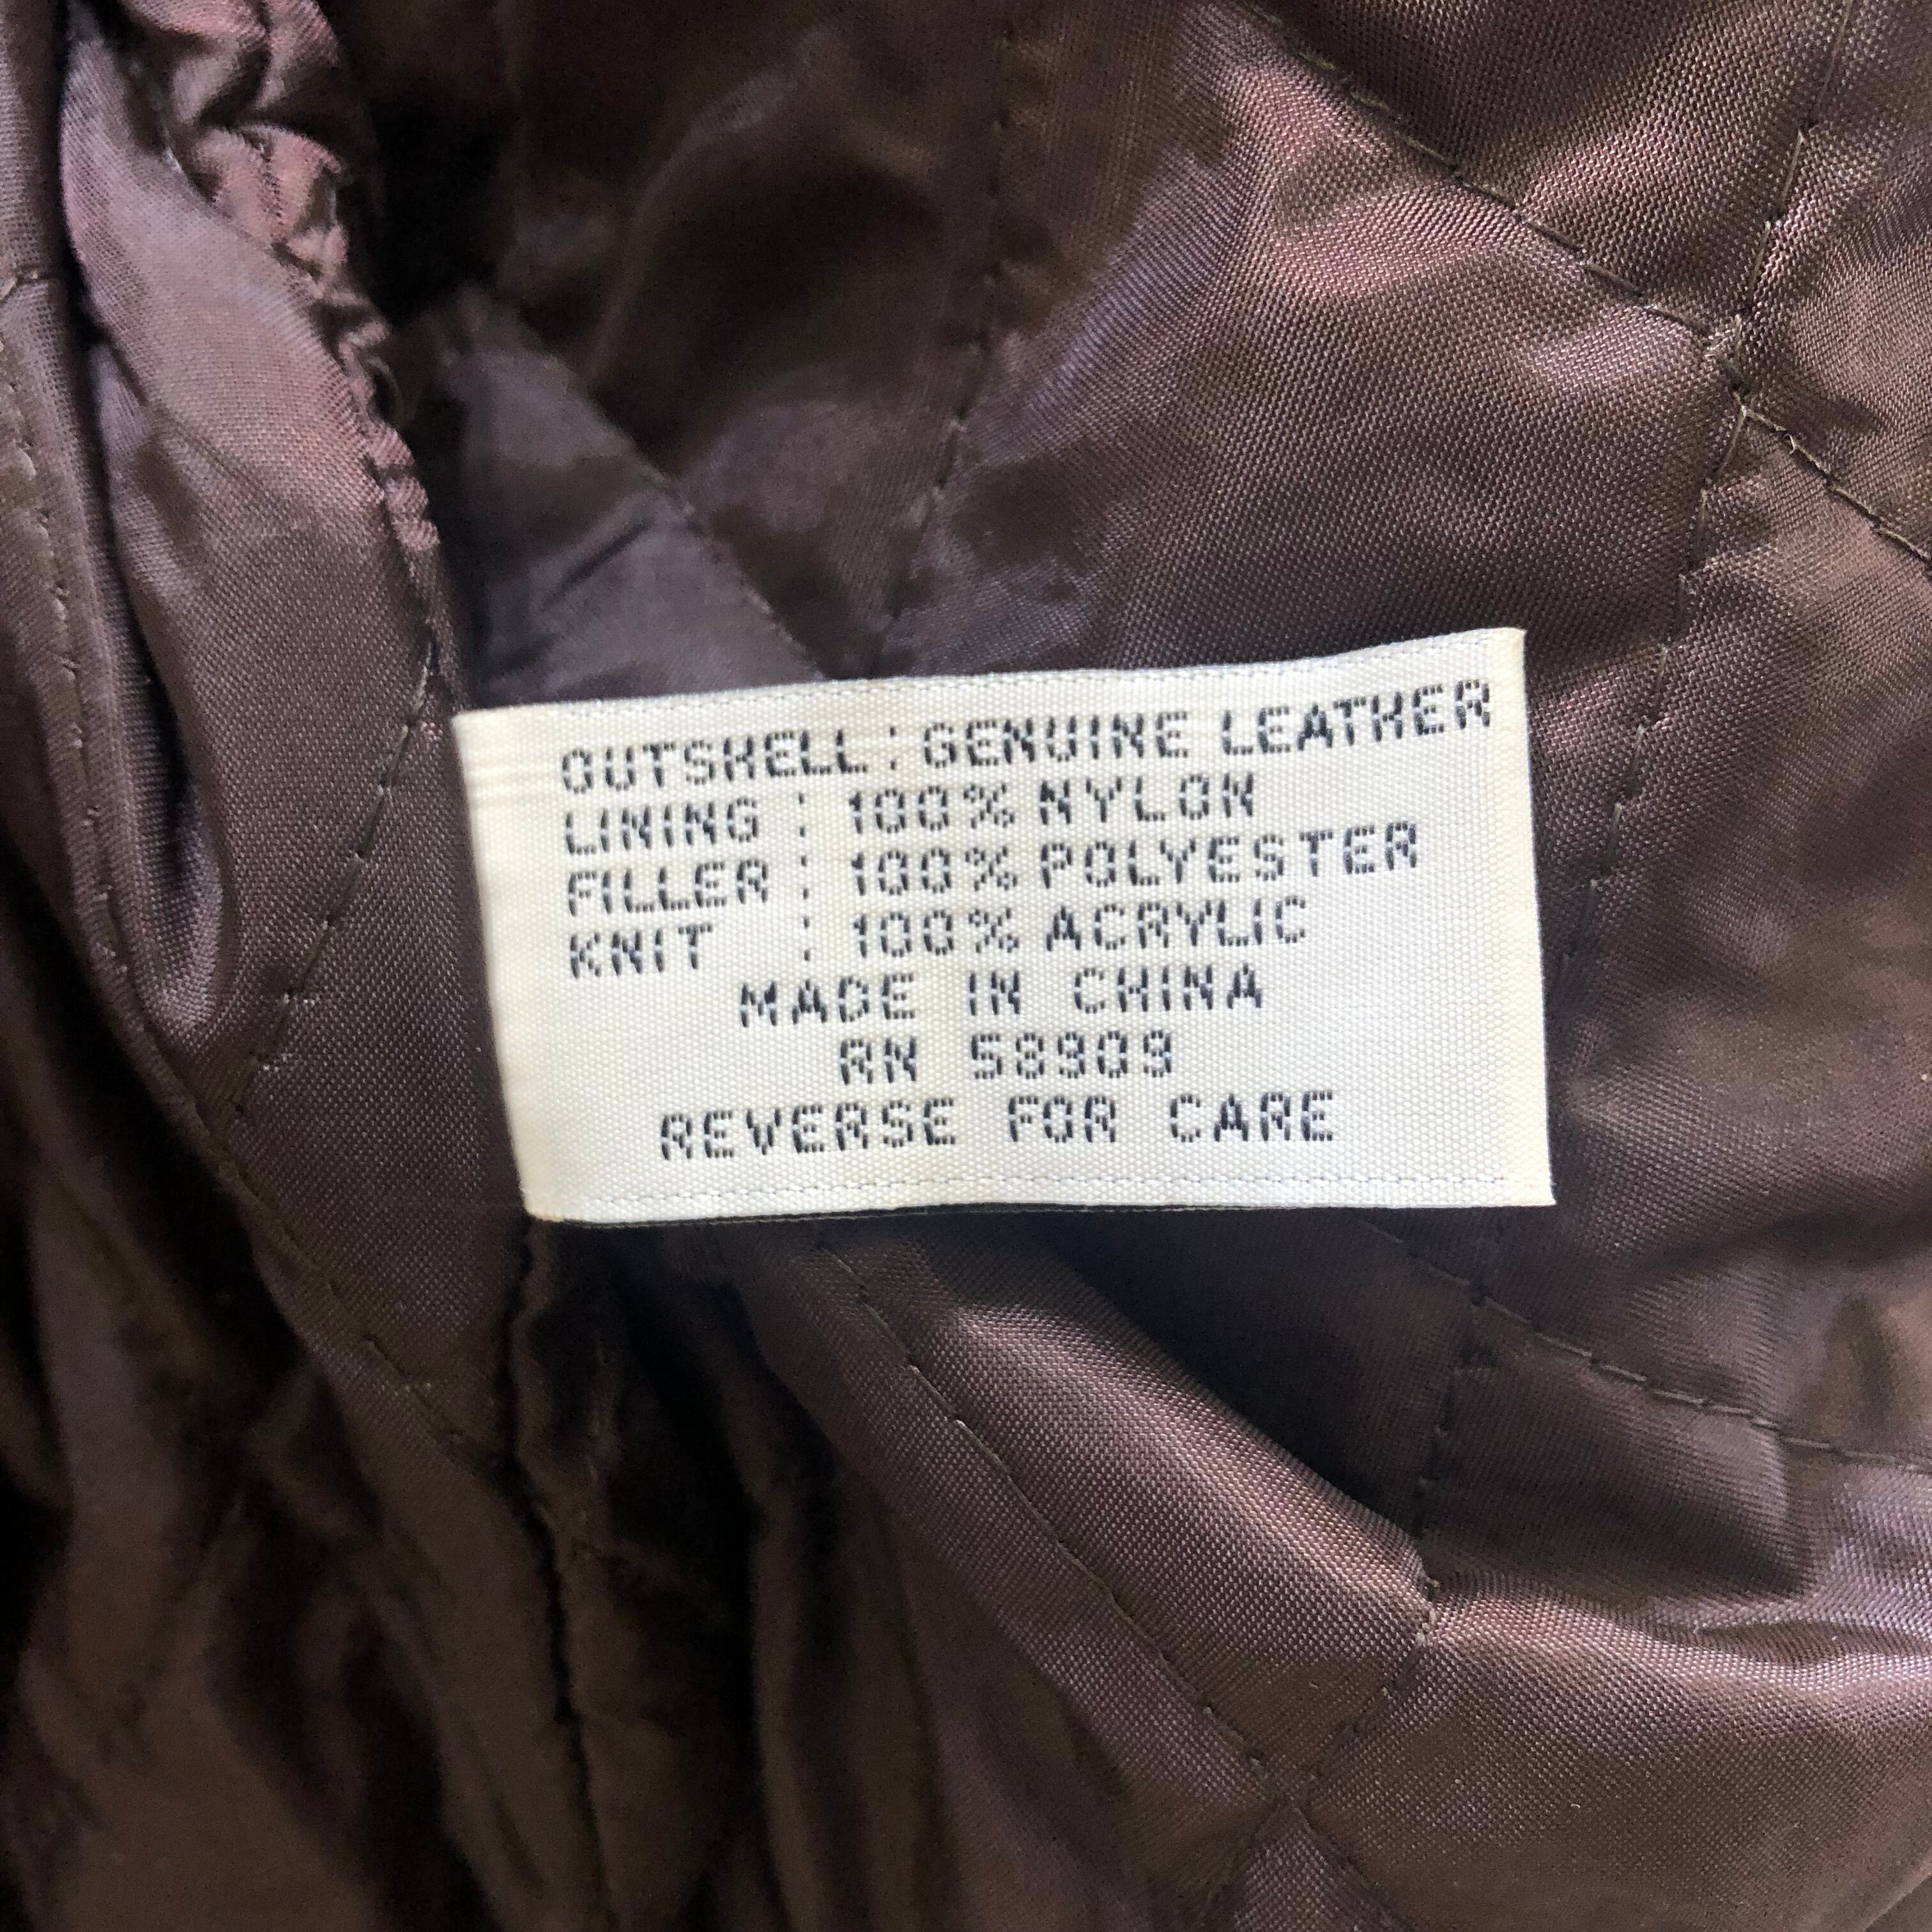 OUTSHELL : GENUINE LEATHER
LINING : 100% NYLON
FILLER : 100% POLYESTER
KNIT : 100% ACRYLIC
MADE IN CHINA
RN 58909
REVERSE FOR CARE